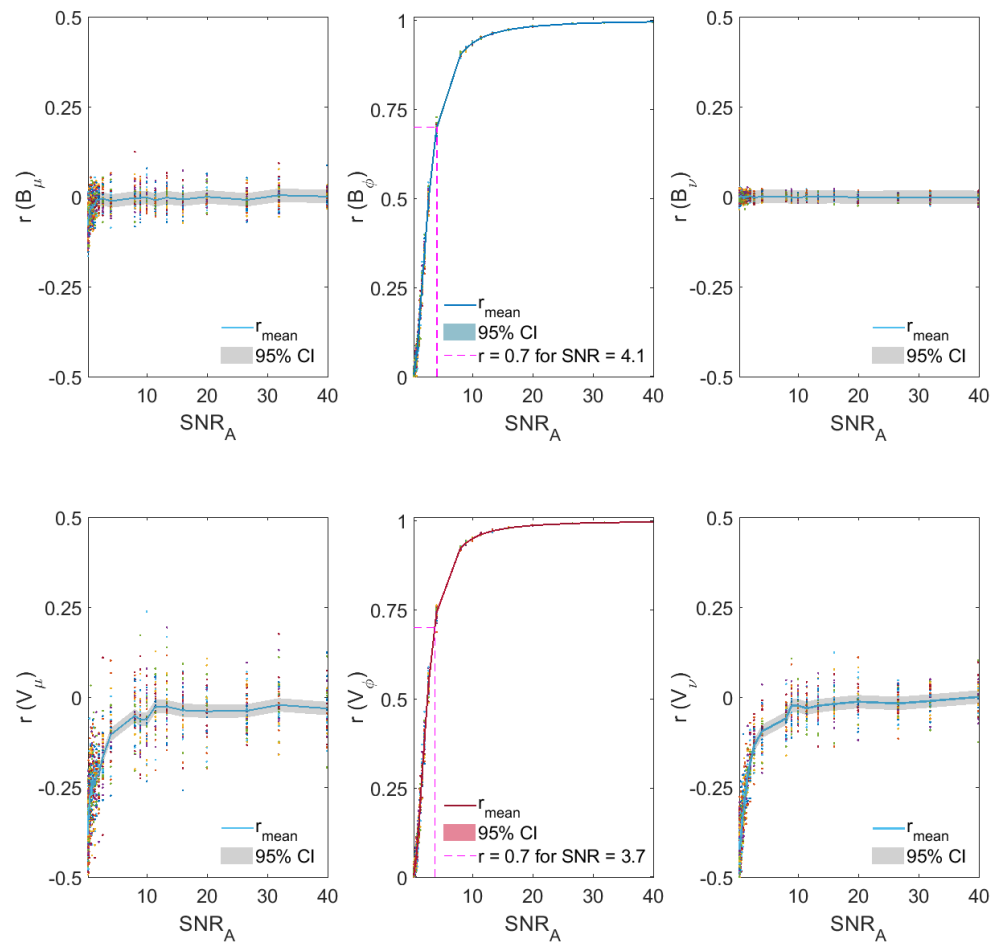 0.5
0.25
0
-0.25
-0.5
r (B_μ)
10
20
30
40
SNR_A
r_mean
95% CI
1
0.75
0.5
0.25
0
r (B_ϕ)
10
20
30
40
SNR_A
r_mean
95% CI
r = 0.7 for SNR = 4.1
0.5
0.25
0
-0.25
-0.5
r (B_ν)
10
20
30
40
SNR_A
r_mean
95% CI
0.5
0.25
0
-0.25
-0.5
r (V_μ)
10
20
30
40
SNR_A
r_mean
95% CI
1
0.75
0.5
0.25
0
r (V_ϕ)
10
20
30
40
SNR_A
r_mean
95% CI
r = 0.7 for SNR = 3.7
0.5
0.25
0
-0.25
-0.5
r (V_ν)
10
20
30
40
SNR_A
r_mean
95% CI